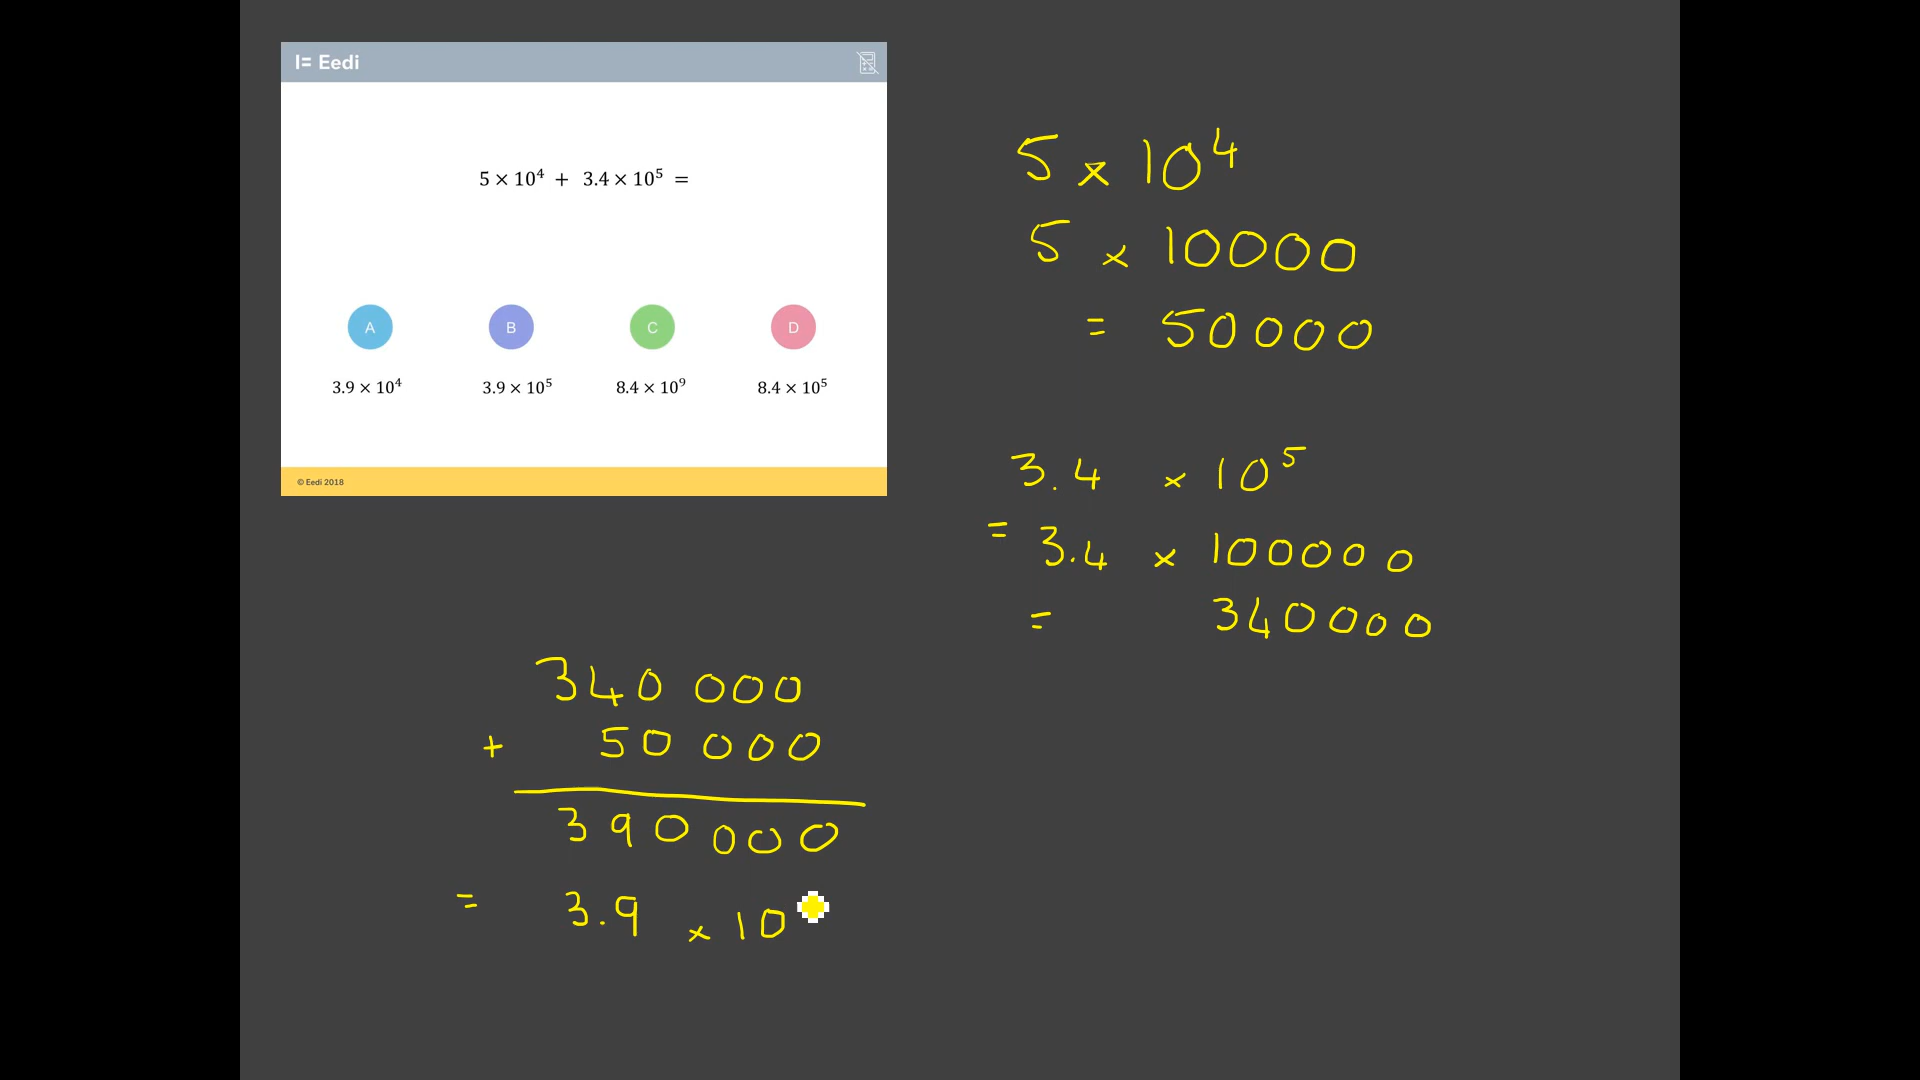 Eedi
5 × 10⁴ + 3.4 × 10⁵ =
A B C D
3.9 × 10⁴ 3.9 × 10⁵ 8.4 × 10⁹ 8.4 × 10⁵
© Eedi 2018
5 × 10⁴
5 × 10000
= 50000
3.4 × 10⁵
= 3.4 × 100000
= 340000
340 000
+ 50 000
390 000
= 3.9 × 10